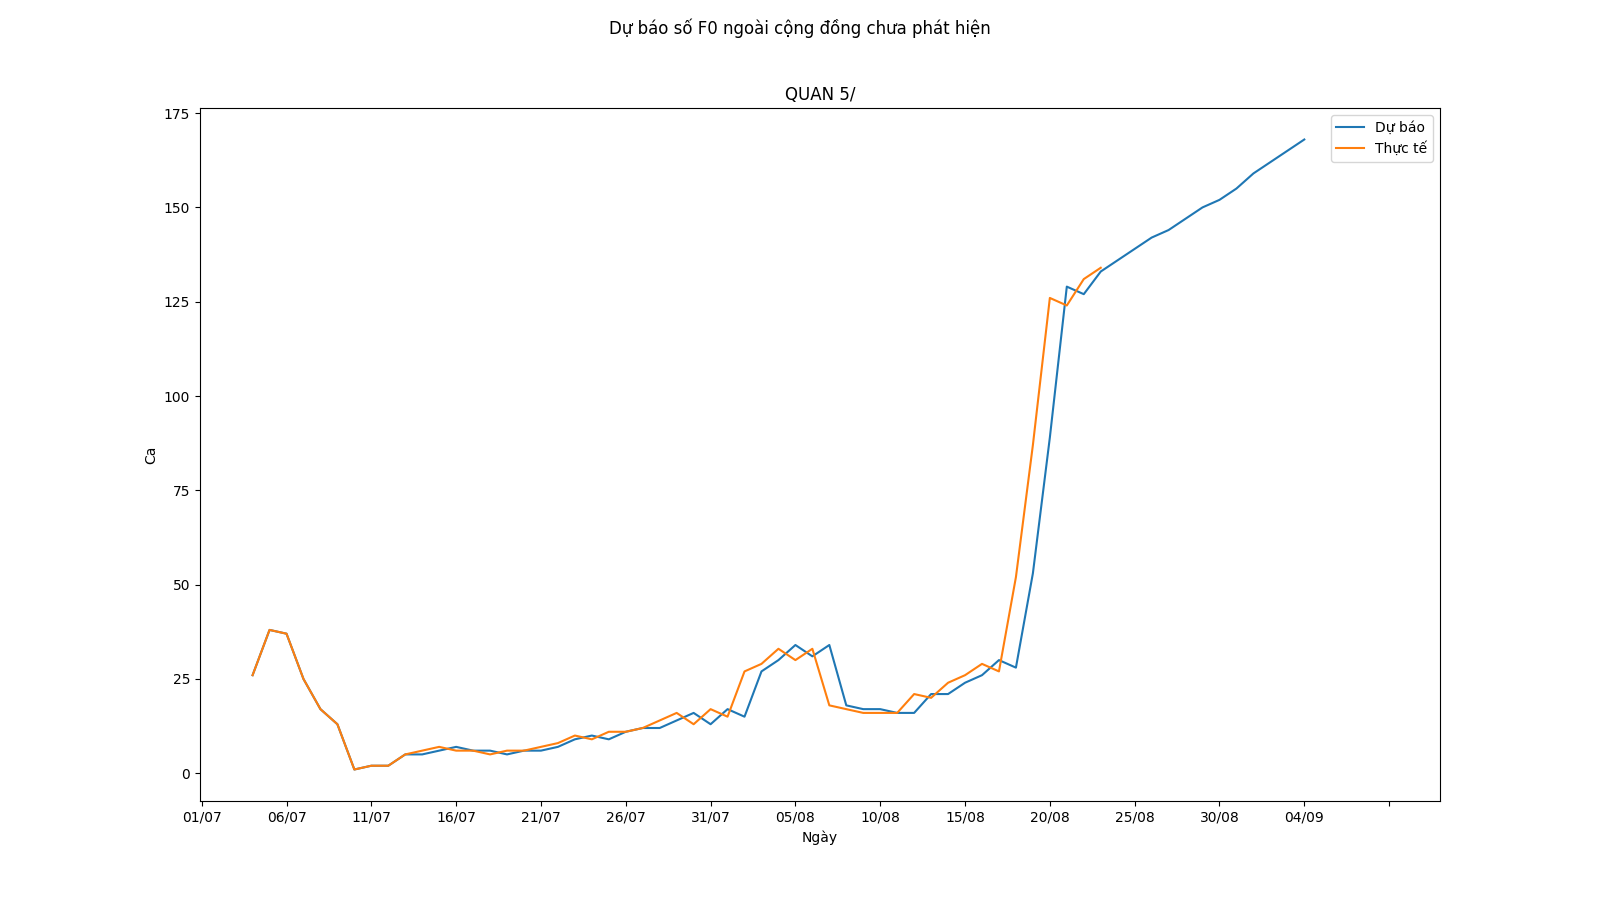 Dự báo số F0 ngoài cộng đồng chưa phát hiện
QUAN 5/
175
150
125
100
75
50
25
0
Ca
Dự báo
Thực tế
01/07 06/07 11/07 16/07 21/07 26/07 31/07 05/08 10/08 15/08 20/08 25/08 30/08 04/09
Ngày